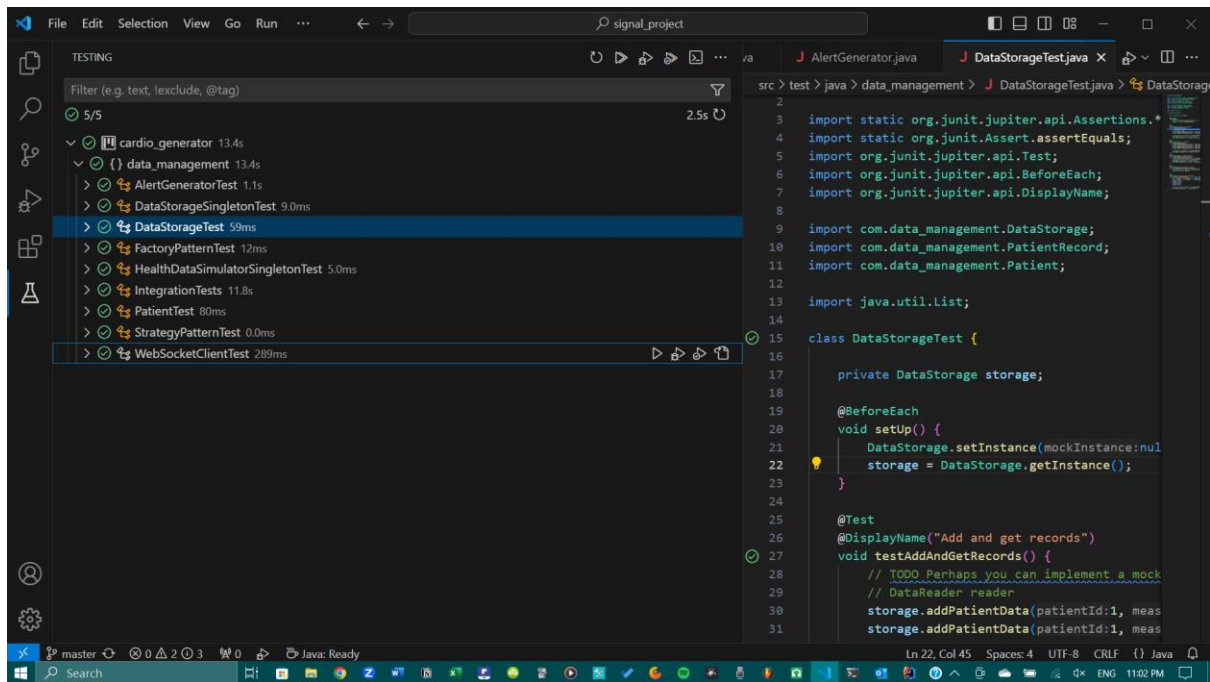 File Edit Selection View Go Run ··· signal_project
TESTING
Filter (e.g. text, !exclude, @tag)
5/5 2.5s
cardio_generator 13.4s
{} data_management 13.4s
AlertGeneratorTest 1.1s
DataStorageSingletonTest 9.0ms
DataStorageTest 59ms
FactoryPatternTest 12ms
HealthDataSimulatorSingletonTest 5.0ms
IntegrationTests 11.8s
PatientTest 80ms
StrategyPatternTest 0.0ms
WebSocketClientTest 289ms
va J AlertGenerator.java J DataStorageTest.java
src > test > java > data_management > J DataStorageTest.java > DataStorag
2
3 import static org.junit.jupiter.api.Assertions.*
4 import static org.junit.Assert.assertEquals;
5 import org.junit.jupiter.api.Test;
6 import org.junit.jupiter.api.BeforeEach;
7 import org.junit.jupiter.api.DisplayName;
8
9 import com.data_management.DataStorage;
10 import com.data_management.PatientRecord;
11 import com.data_management.Patient;
12
13 import java.util.List;
14
15 class DataStorageTest {
16
17 private DataStorage storage;
18
19 @BeforeEach
20 void setUp() {
21 DataStorage.setInstance(mockInstance:nul
22 storage = DataStorage.getInstance();
23 }
24
25 @Test
26 @DisplayName("Add and get records")
27 void testAddAndGetRecords() {
28 // TODO Perhaps you can implement a mock
29 // DataReader reader
30 storage.addPatientData(patientId:1, meas
31 storage.addPatientData(patientId:1, meas
master 0 2 3 0 Java: Ready Ln 22, Col 45 Spaces: 4 UTF-8 CRLF {} Java
Search ENG 11:02 PM